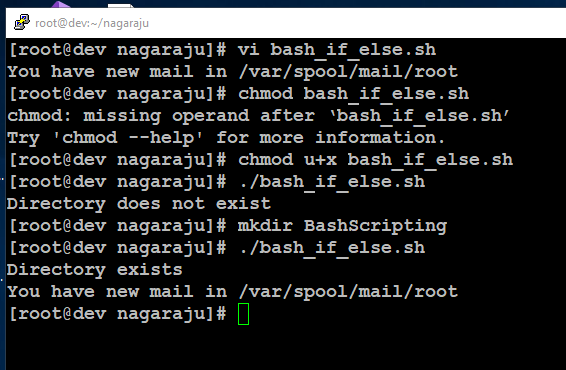 root@dev:~/nagaraju
[root@dev nagaraju]# vi bash_if_else.sh
You have new mail in /var/spool/mail/root
[root@dev nagaraju]# chmod bash_if_else.sh
chmod: missing operand after ‘bash_if_else.sh’
Try 'chmod --help' for more information.
[root@dev nagaraju]# chmod u+x bash_if_else.sh
[root@dev nagaraju]# ./bash_if_else.sh
Directory does not exist
[root@dev nagaraju]# mkdir BashScripting
[root@dev nagaraju]# ./bash_if_else.sh
Directory exists
You have new mail in /var/spool/mail/root
[root@dev nagaraju]#